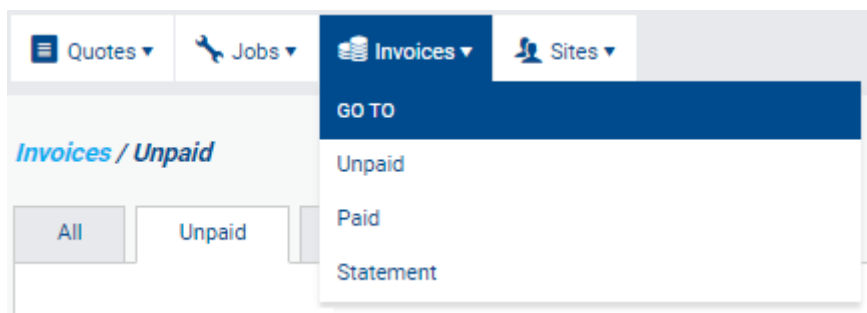 Quotes ▾ Jobs ▾ Invoices ▾ Sites ▾
GO TO
Invoices / Unpaid
Unpaid
Paid
Statement
All Unpaid